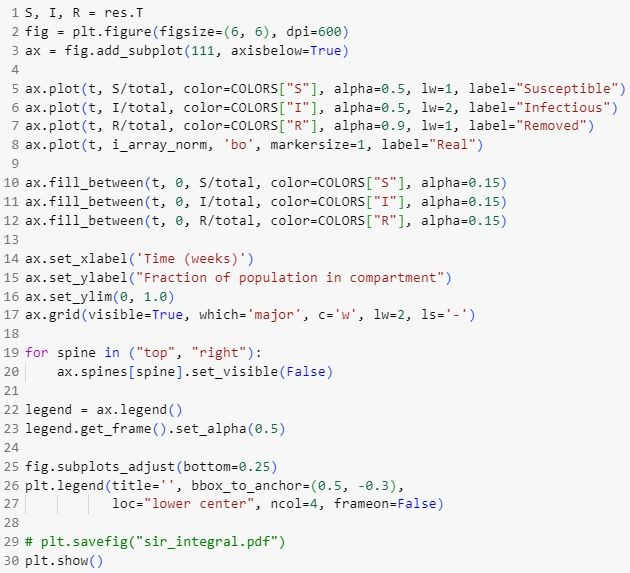 1 S, I, R = res.T
2 fig = plt.figure(figsize=(6, 6), dpi=600)
3 ax = fig.add_subplot(111, axisbelow=True)
4
5 ax.plot(t, S/total, color=COLORS["S"], alpha=0.5, lw=1, label="Susceptible")
6 ax.plot(t, I/total, color=COLORS["I"], alpha=0.5, lw=2, label="Infectious")
7 ax.plot(t, R/total, color=COLORS["R"], alpha=0.9, lw=1, label="Removed")
8 ax.plot(t, i_array_norm, 'bo', markersize=1, label="Real")
9
10 ax.fill_between(t, 0, S/total, color=COLORS["S"], alpha=0.15)
11 ax.fill_between(t, 0, I/total, color=COLORS["I"], alpha=0.15)
12 ax.fill_between(t, 0, R/total, color=COLORS["R"], alpha=0.15)
13
14 ax.set_xlabel('Time (weeks)')
15 ax.set_ylabel("Fraction of population in compartment")
16 ax.set_ylim(0, 1.0)
17 ax.grid(visible=True, which='major', c='w', lw=2, ls='-')
18
19 for spine in ("top", "right"):
20     ax.spines[spine].set_visible(False)
21
22 legend = ax.legend()
23 legend.get_frame().set_alpha(0.5)
24
25 fig.subplots_adjust(bottom=0.25)
26 plt.legend(title='', bbox_to_anchor=(0.5, -0.3),
27            loc="lower center", ncol=4, frameon=False)
28
29 # plt.savefig("sir_integral.pdf")
30 plt.show()